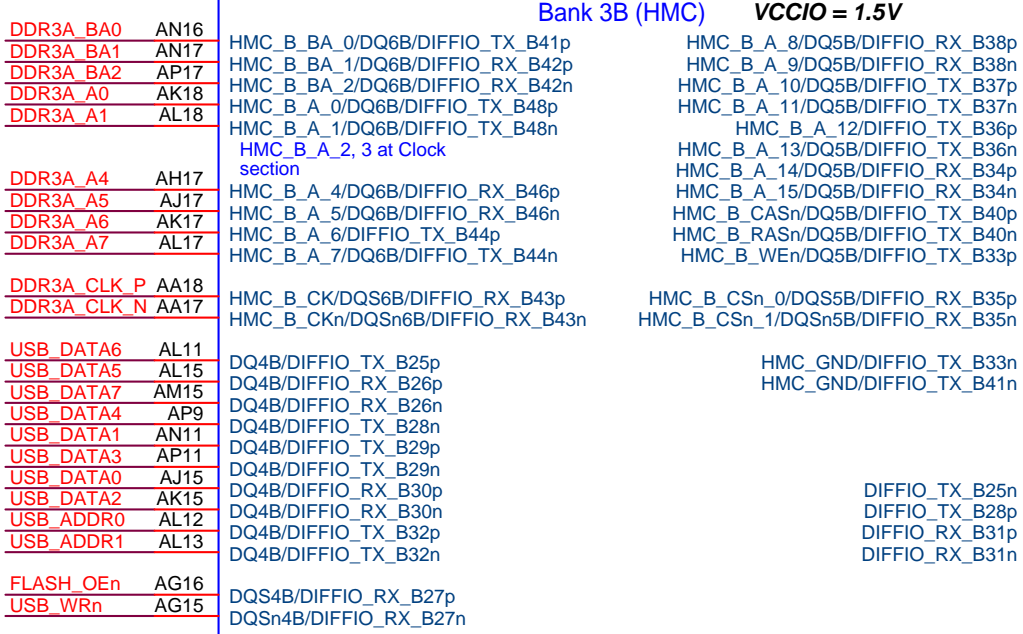 Bank 3B (HMC) VCCIO = 1.5V
DDR3A_BA0 AN16 HMC_B_BA_0/DQ6B/DIFFIO_TX_B41p HMC_B_A_8/DQ5B/DIFFIO_RX_B38p
DDR3A_BA1 AN17 HMC_B_BA_1/DQ6B/DIFFIO_RX_B42p HMC_B_A_9/DQ5B/DIFFIO_RX_B38n
DDR3A_BA2 AP17 HMC_B_BA_2/DQ6B/DIFFIO_RX_B42n HMC_B_A_10/DQ5B/DIFFIO_TX_B37p
DDR3A_A0 AK18 HMC_B_A_0/DQ6B/DIFFIO_TX_B48p HMC_B_A_11/DQ5B/DIFFIO_TX_B37n
DDR3A_A1 AL18 HMC_B_A_1/DQ6B/DIFFIO_TX_B48n HMC_B_A_12/DIFFIO_TX_B36p
HMC_B_A_2, 3 at Clock HMC_B_A_13/DQ5B/DIFFIO_TX_B36n
section HMC_B_A_14/DQ5B/DIFFIO_RX_B34p
DDR3A_A4 AH17 HMC_B_A_4/DQ6B/DIFFIO_RX_B46p HMC_B_A_15/DQ5B/DIFFIO_RX_B34n
DDR3A_A5 AJ17 HMC_B_A_5/DQ6B/DIFFIO_RX_B46n HMC_B_CASn/DQ5B/DIFFIO_TX_B40p
DDR3A_A6 AK17 HMC_B_A_6/DIFFIO_TX_B44p HMC_B_RASn/DQ5B/DIFFIO_TX_B40n
DDR3A_A7 AL17 HMC_B_A_7/DQ6B/DIFFIO_TX_B44n HMC_B_WEn/DQ5B/DIFFIO_TX_B33p
DDR3A_CLK_P AA18 HMC_B_CK/DQS6B/DIFFIO_RX_B43p HMC_B_CSn_0/DQS5B/DIFFIO_RX_B35p
DDR3A_CLK_N AA17 HMC_B_CKn/DQSn6B/DIFFIO_RX_B43n HMC_B_CSn_1/DQSn5B/DIFFIO_RX_B35n
USB_DATA6 AL11 DQ4B/DIFFIO_TX_B25p HMC_GND/DIFFIO_TX_B33n
USB_DATA5 AL15 DQ4B/DIFFIO_RX_B26p HMC_GND/DIFFIO_TX_B41n
USB_DATA7 AM15 DQ4B/DIFFIO_RX_B26n
USB_DATA4 AP9 DQ4B/DIFFIO_TX_B28n
USB_DATA1 AN11 DQ4B/DIFFIO_TX_B29p
USB_DATA3 AP11 DQ4B/DIFFIO_TX_B29n
USB_DATA0 AJ15 DQ4B/DIFFIO_RX_B30p DIFFIO_TX_B25n
USB_DATA2 AK15 DQ4B/DIFFIO_RX_B30n DIFFIO_TX_B28p
USB_ADDR0 AL12 DQ4B/DIFFIO_TX_B32p DIFFIO_RX_B31p
USB_ADDR1 AL13 DQ4B/DIFFIO_TX_B32n DIFFIO_RX_B31n
FLASH_OEn AG16 DQS4B/DIFFIO_RX_B27p
USB_WRn AG15 DQSn4B/DIFFIO_RX_B27n